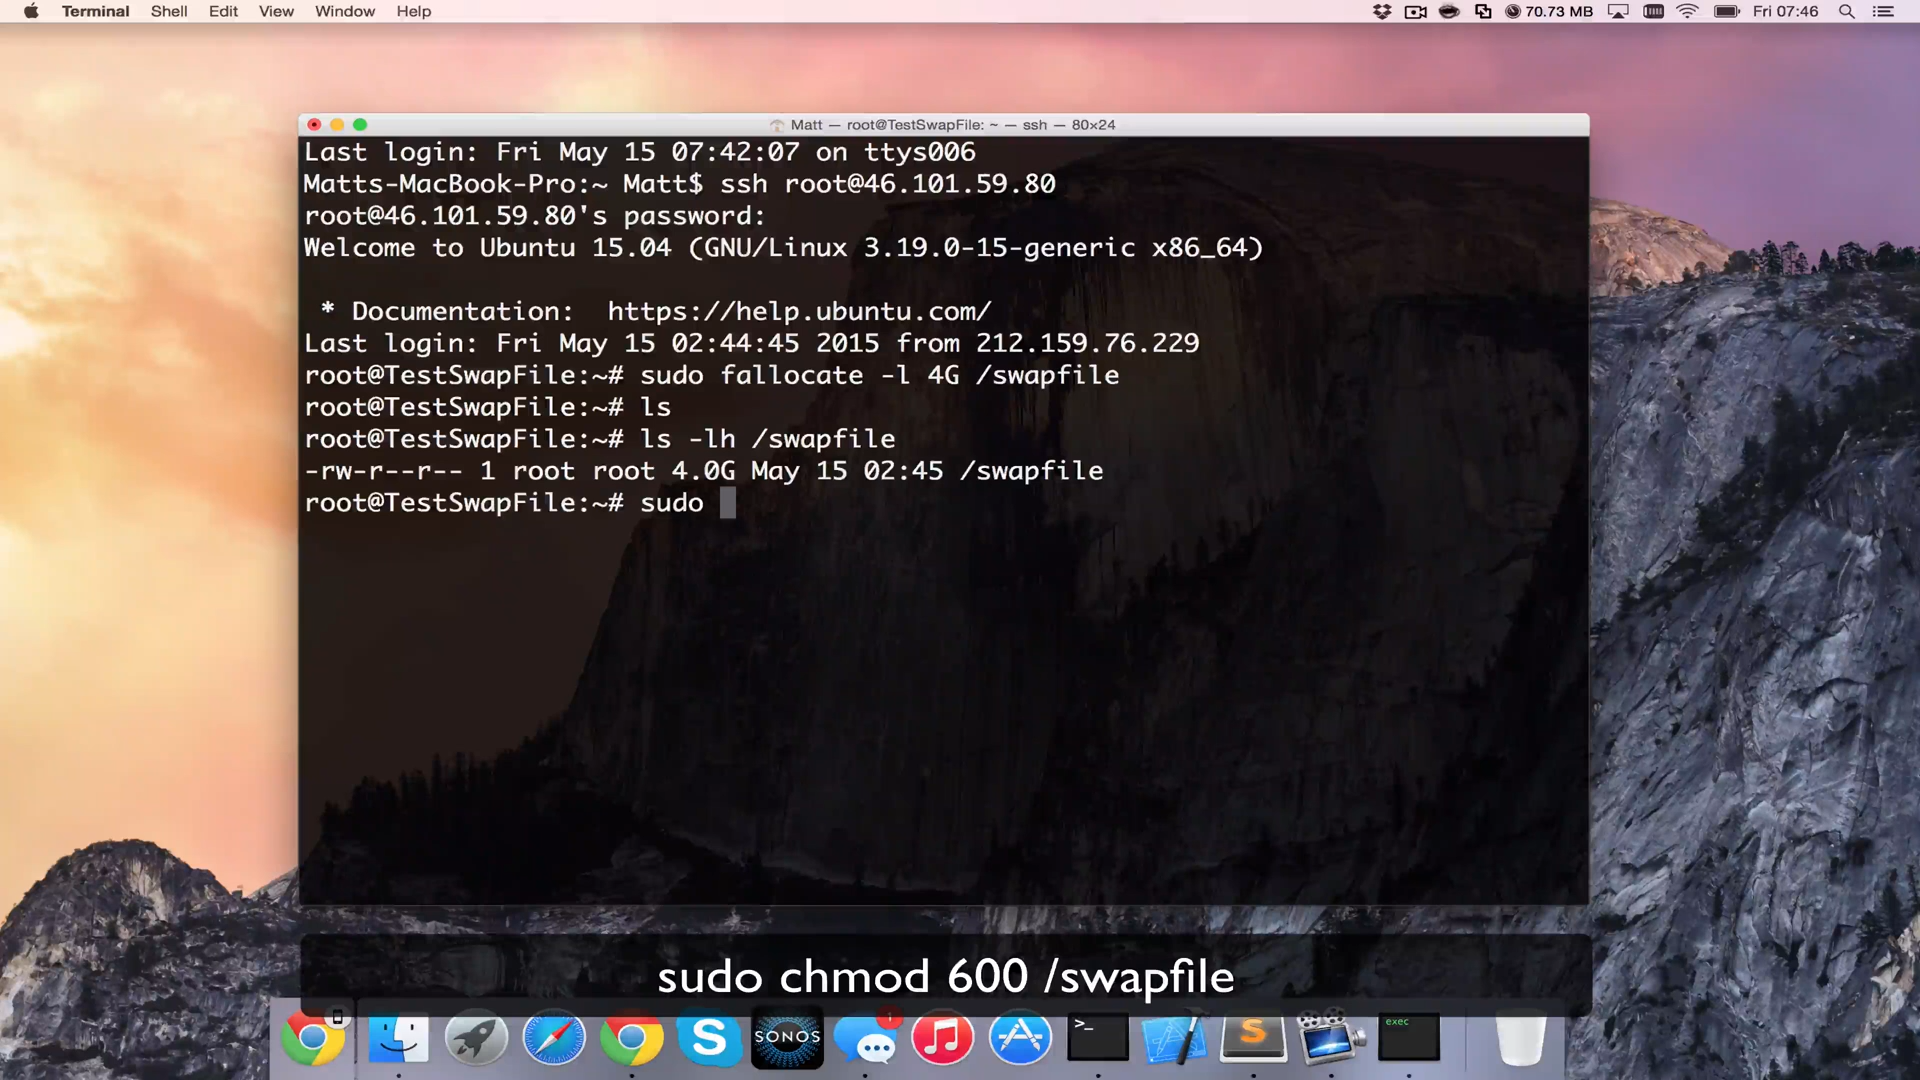 Terminal Shell Edit View Window Help 70.73 MB Fri 07:46
Matt — root@TestSwapFile: ~ — ssh — 80×24
Last login: Fri May 15 07:42:07 on ttys006
Matts-MacBook-Pro:~ Matt$ ssh root@46.101.59.80
root@46.101.59.80's password:
Welcome to Ubuntu 15.04 (GNU/Linux 3.19.0-15-generic x86_64)
* Documentation: https://help.ubuntu.com/
Last login: Fri May 15 02:44:45 2015 from 212.159.76.229
root@TestSwapFile:~# sudo fallocate -l 4G /swapfile
root@TestSwapFile:~# ls
root@TestSwapFile:~# ls -lh /swapfile
-rw-r--r-- 1 root root 4.0G May 15 02:45 /swapfile
root@TestSwapFile:~# sudo
sudo chmod 600 /swapfile
S
SONOS
1
>_
S
exec